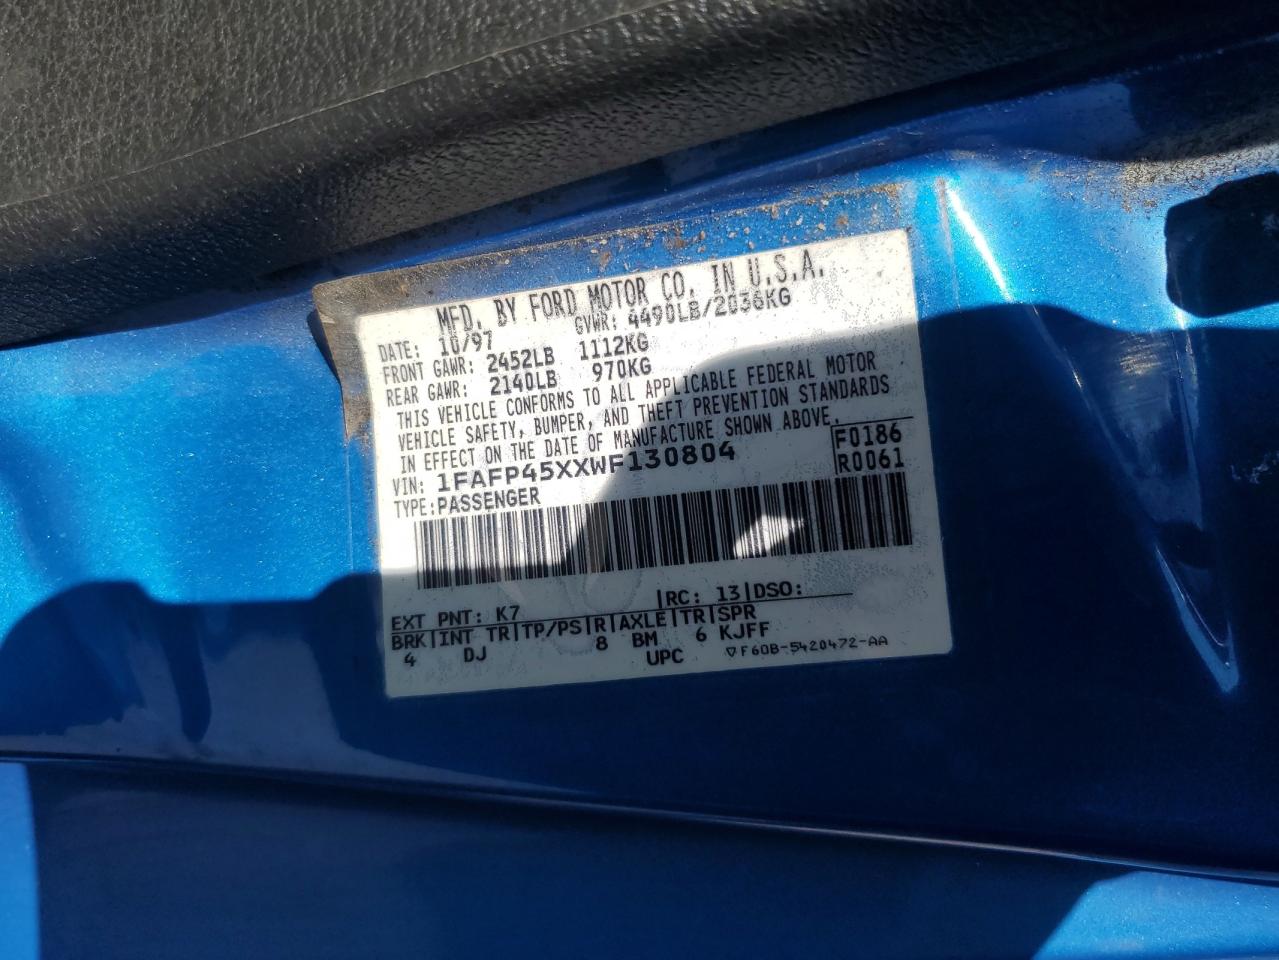 MFD. BY FORD MOTOR CO. IN U.S.A.
DATE: 10/97 GVWR: 4490LB/2036KG
FRONT GAWR: 2452LB 1112KG
REAR GAWR: 2140LB 970KG
THIS VEHICLE CONFORMS TO ALL APPLICABLE FEDERAL MOTOR
VEHICLE SAFETY, BUMPER, AND THEFT PREVENTION STANDARDS
IN EFFECT ON THE DATE OF MANUFACTURE SHOWN ABOVE.
VIN: 1FAFP45XXWF130804 F0186
TYPE: PASSENGER R0061
EXT PNT: K7 |RC: 13|DSO:
BRK|INT TR|TP/PS|R|AXLE|TR|SPR
4 DJ 8 BM 6 KJFF
UPC ▽F60B-5420472-AA